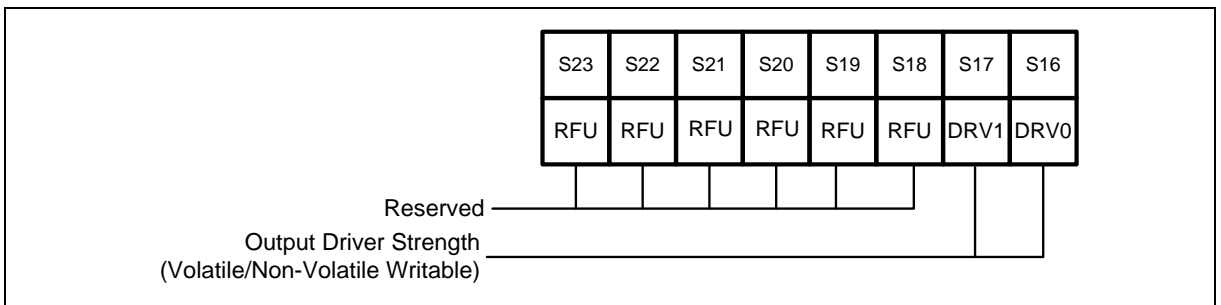 S23 S22 S21 S20 S19 S18 S17 S16
RFU RFU RFU RFU RFU RFU DRV1 DRV0
Reserved
Output Driver Strength
(Volatile/Non-Volatile Writable)